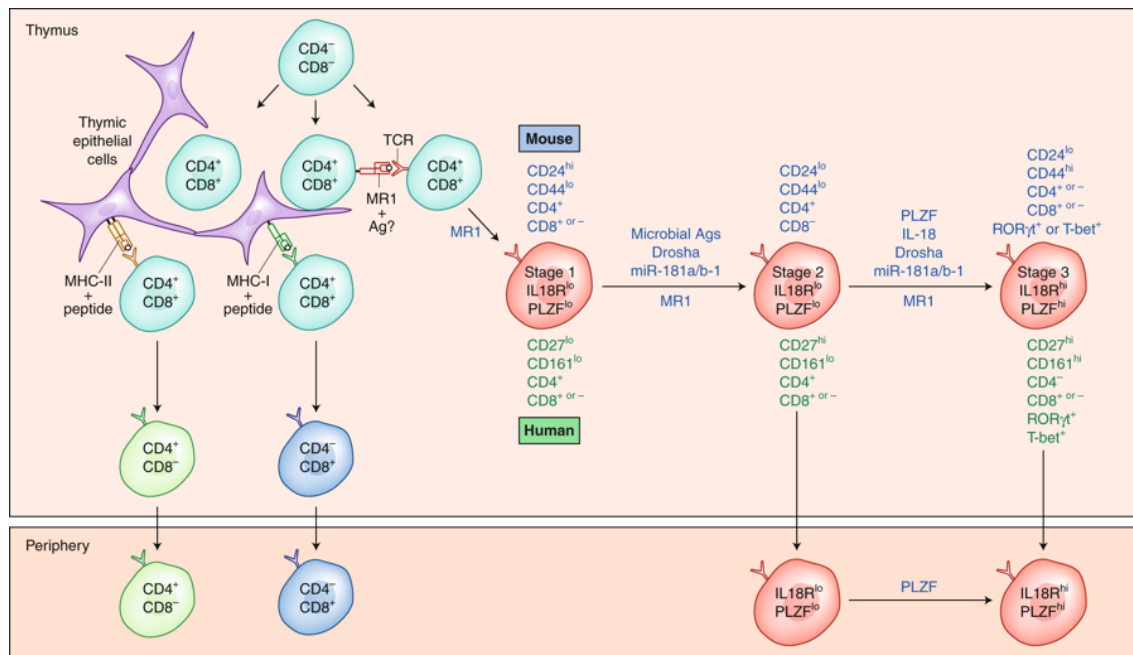 Thymus
CD4⁻
CD8⁻
Thymic
epithelial
cells
CD4⁺
CD8⁺
CD4⁺
CD8⁺
TCR
CD4⁺
CD8⁺
MR1
+
Ag?
MHC-II
+
peptide
CD4⁺
CD8⁺
MHC-I
+
peptide
CD4⁺
CD8⁺
MR1
Mouse
CD24ʰⁱ
CD44ˡᵒ
CD4⁺
CD8⁺ ᵒʳ ⁻
Stage 1
IL18Rˡᵒ
PLZFˡᵒ
CD27ˡᵒ
CD161ˡᵒ
CD4⁺
CD8⁺ ᵒʳ ⁻
Human
Microbial Ags
Drosha
miR-181a/b-1
MR1
CD24ˡᵒ
CD44ˡᵒ
CD4⁺
CD8⁻
Stage 2
IL18Rˡᵒ
PLZFˡᵒ
CD27ʰⁱ
CD161ˡᵒ
CD4⁺
CD8⁺ ᵒʳ ⁻
PLZF
IL-18
Drosha
miR-181a/b-1
MR1
CD24ˡᵒ
CD44ʰⁱ
CD4⁺ ᵒʳ ⁻
CD8⁺ ᵒʳ ⁻
RORγt⁺ or T-bet⁺
Stage 3
IL18Rʰⁱ
PLZFʰⁱ
CD27ʰⁱ
CD161ʰⁱ
CD4⁻
CD8⁺ ᵒʳ ⁻
RORγt⁺
T-bet⁺
CD4⁺
CD8⁻
CD4⁻
CD8⁺
Periphery
CD4⁺
CD8⁻
CD4⁻
CD8⁺
IL18Rˡᵒ
PLZFˡᵒ
PLZF
IL18Rʰⁱ
PLZFʰⁱ